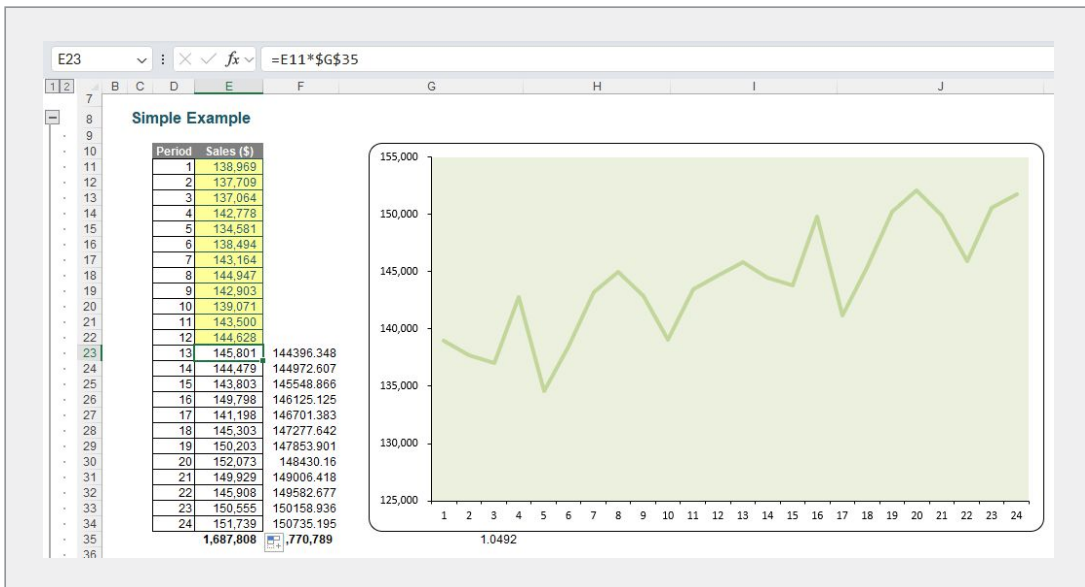 E23 fx =E11*$G$35
1 2 B C D E F G H I J
7
8 Simple Example
9
10 Period Sales ($)
11 1 138,969
12 2 137,709
13 3 137,064
14 4 142,778
15 5 134,581
16 6 138,494
17 7 143,164
18 8 144,947
19 9 142,903
20 10 139,071
21 11 143,500
22 12 144,628
23 13 145,801 144396.348
24 14 144,479 144972.607
25 15 143,803 145548.866
26 16 149,798 146125.125
27 17 141,198 146701.383
28 18 145,303 147277.642
29 19 150,203 147853.901
30 20 152,073 148430.16
31 21 149,929 149006.418
32 22 145,908 149582.677
33 23 150,555 150158.936
34 24 151,739 150735.195
35 1,687,808 ,770,789 1.0492
36
155,000
150,000
145,000
140,000
135,000
130,000
125,000
1 2 3 4 5 6 7 8 9 10 11 12 13 14 15 16 17 18 19 20 21 22 23 24